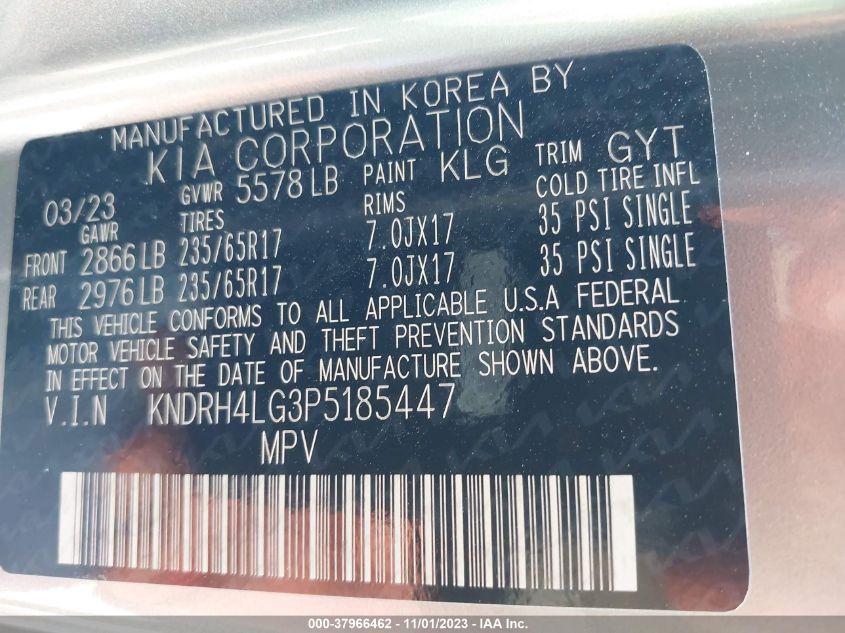 MANUFACTURED IN KOREA BY
KIA CORPORATION
03/23 GVWR 5578 LB PAINT KLG TRIM GYT
GAWR TIRES RIMS COLD TIRE INFL
FRONT 2866 LB 235/65R17 7.0JX17 35 PSI SINGLE
REAR 2976 LB 235/65R17 7.0JX17 35 PSI SINGLE
THIS VEHICLE CONFORMS TO ALL APPLICABLE U.S.A FEDERAL
MOTOR VEHICLE SAFETY AND THEFT PREVENTION STANDARDS
IN EFFECT ON THE DATE OF MANUFACTURE SHOWN ABOVE.
V.I.N KNDRH4LG3P5185447
MPV
000-37966462 - 11/01/2023 - IAA Inc.